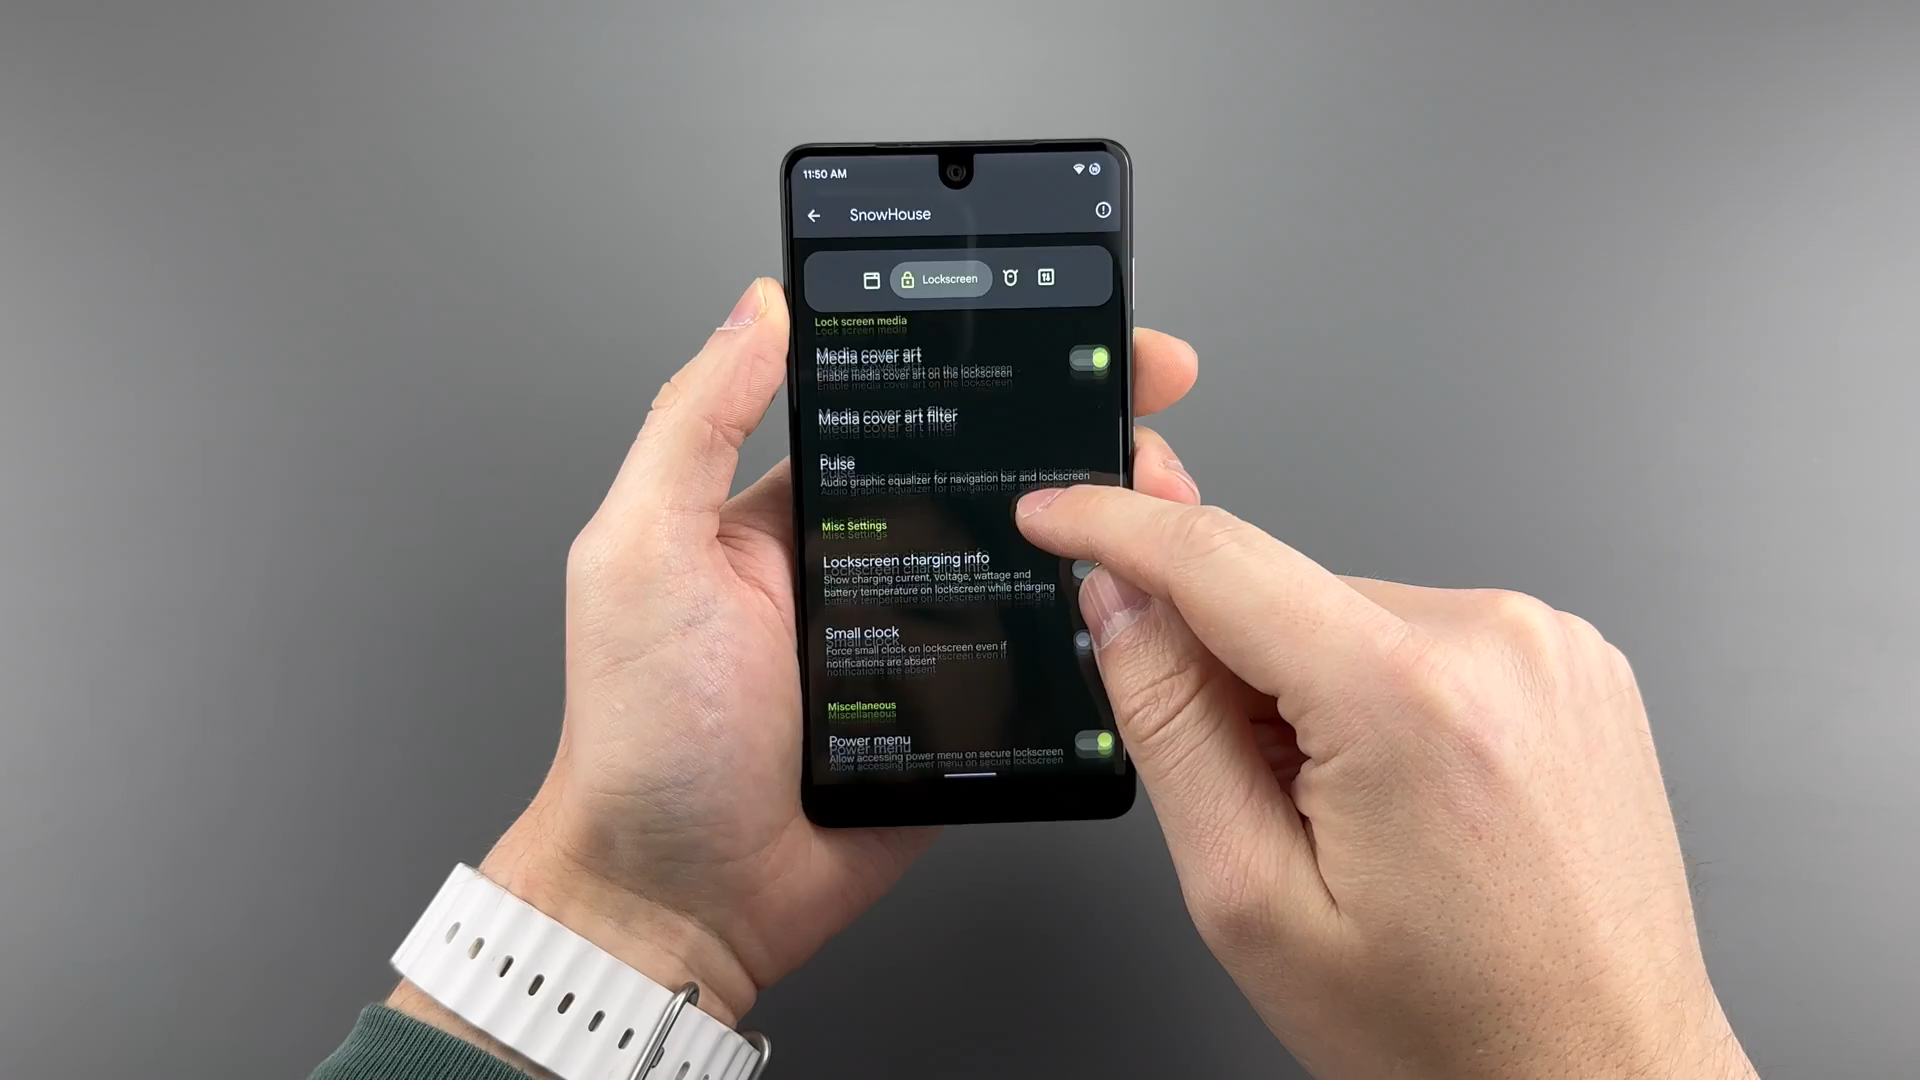 11:50 AM
SnowHouse
Lockscreen
Lock screen media
Media cover art
Enable media cover art on the lockscreen
Media cover art filter
Pulse
Audio graphic equalizer for navigation bar and lockscreen
Misc Settings
Lockscreen charging info
Show charging current, voltage, wattage and
battery temperature on lockscreen while charging
Small clock
Force small clock on lockscreen even if
notifications are absent
Miscellaneous
Power menu
Allow accessing power menu on secure lockscreen